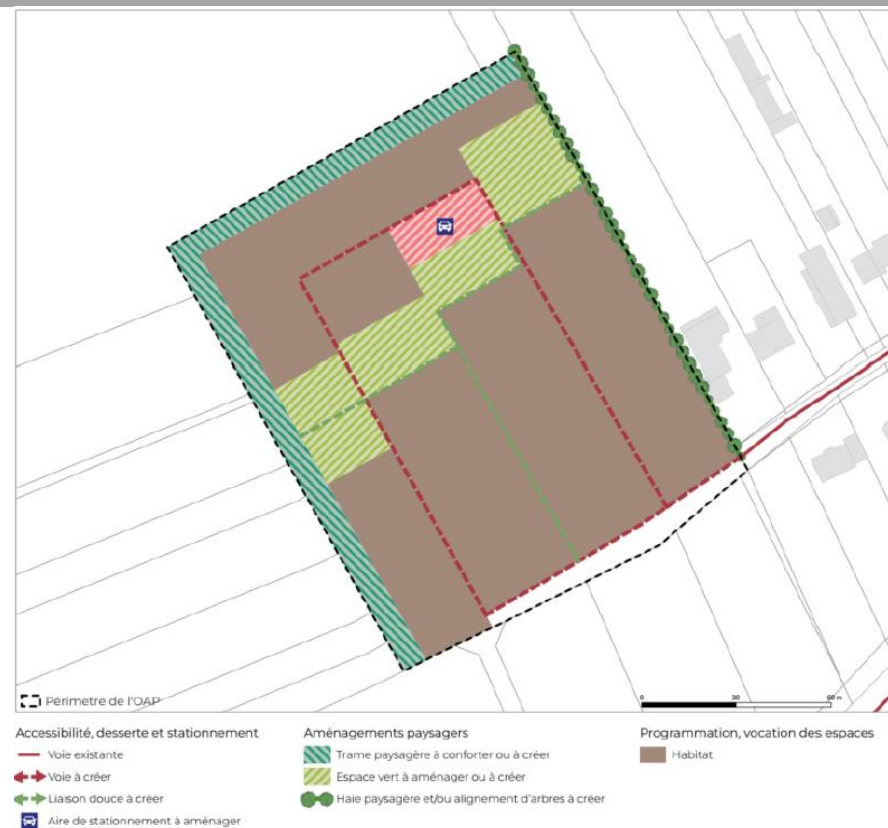 0 30 60 m
Périmetre de l'OAP
Accessibilité, desserte et stationnement
Voie existante
Voie à créer
Liaison douce à créer
Aire de stationnement à aménager
Aménagements paysagers
Trame paysagère à conforter ou à créer
Espace vert à aménager ou à créer
Haie paysagère et/ou alignement d'arbres à créer
Programmation, vocation des espaces
Habitat